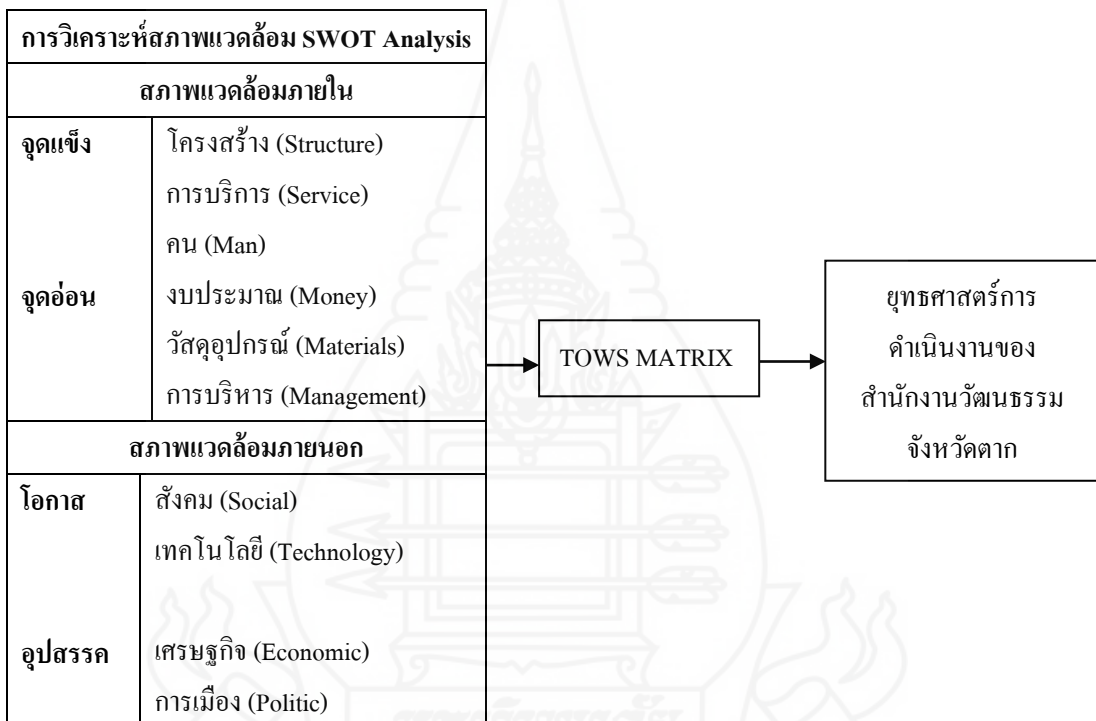 การวิเคราะห์สภาพแวดล้อม SWOT Analysis
สภาพแวดล้อมภายใน
จุดแข็ง โครงสร้าง (Structure)
การบริการ (Service)
คน (Man)
จุดอ่อน งบประมาณ (Money)
วัสดุอุปกรณ์ (Materials)
การบริหาร (Management)
สภาพแวดล้อมภายนอก
โอกาส สังคม (Social)
เทคโนโลยี (Technology)
อุปสรรค เศรษฐกิจ (Economic)
การเมือง (Politic)
TOWS MATRIX
ยุทธศาสตร์การ
ดำเนินงานของ
สำนักงานวัฒนธรรม
จังหวัดตาก